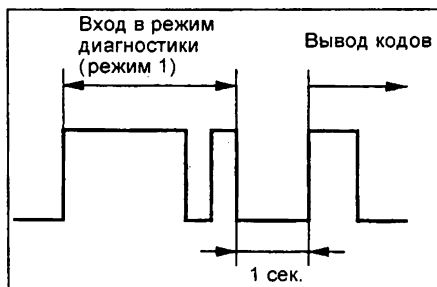 Вход в режим
диагностики
(режим 1)
Вывод кодов
1 сек.